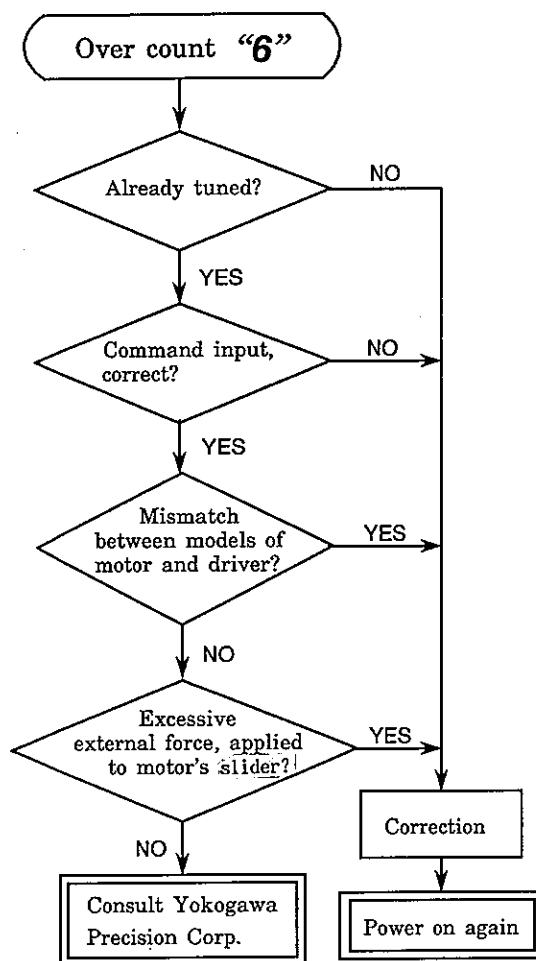 Over count “6”
Already tuned?
NO
YES
Command input,
correct?
NO
YES
Mismatch
between models of
motor and driver?
YES
NO
Excessive
external force, applied
to motor's slider?
YES
NO
Correction
Consult Yokogawa
Precision Corp.
Power on again